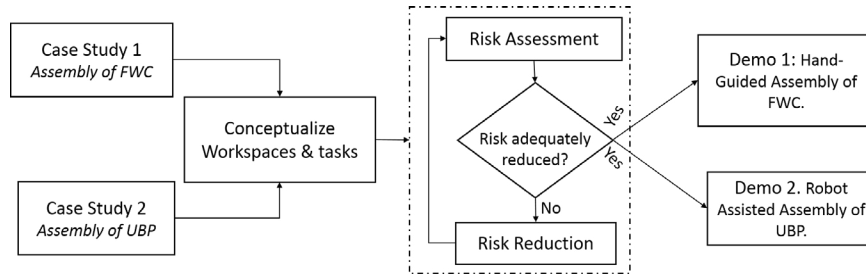 Case Study 1
Assembly of FWC
Case Study 2
Assembly of UBP
Conceptualize
Workspaces & tasks
Risk Assessment
Risk adequately
reduced?
Yes
Yes
No
Risk Reduction
Demo 1: Hand-
Guided Assembly of
FWC.
Demo 2. Robot
Assisted Assembly of
UBP.